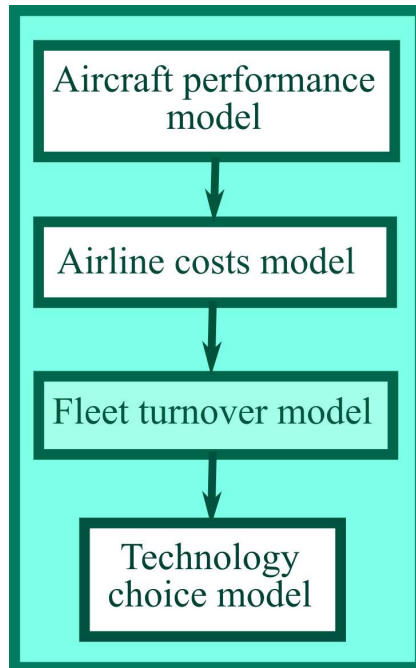 Aircraft performance
model
Airline costs model
Fleet turnover model
Technology
choice model